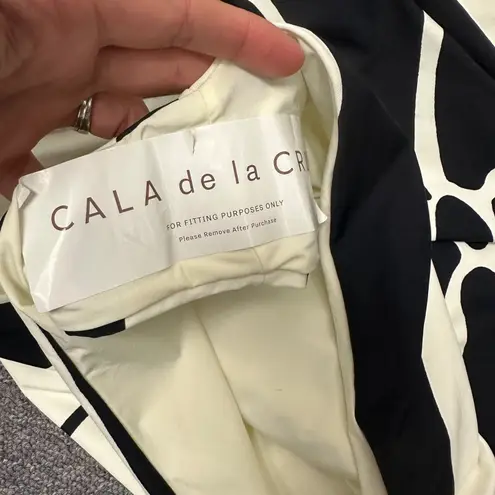 CALA de la CR
FOR FITTING PURPOSES ONLY
Please Remove After Purchase